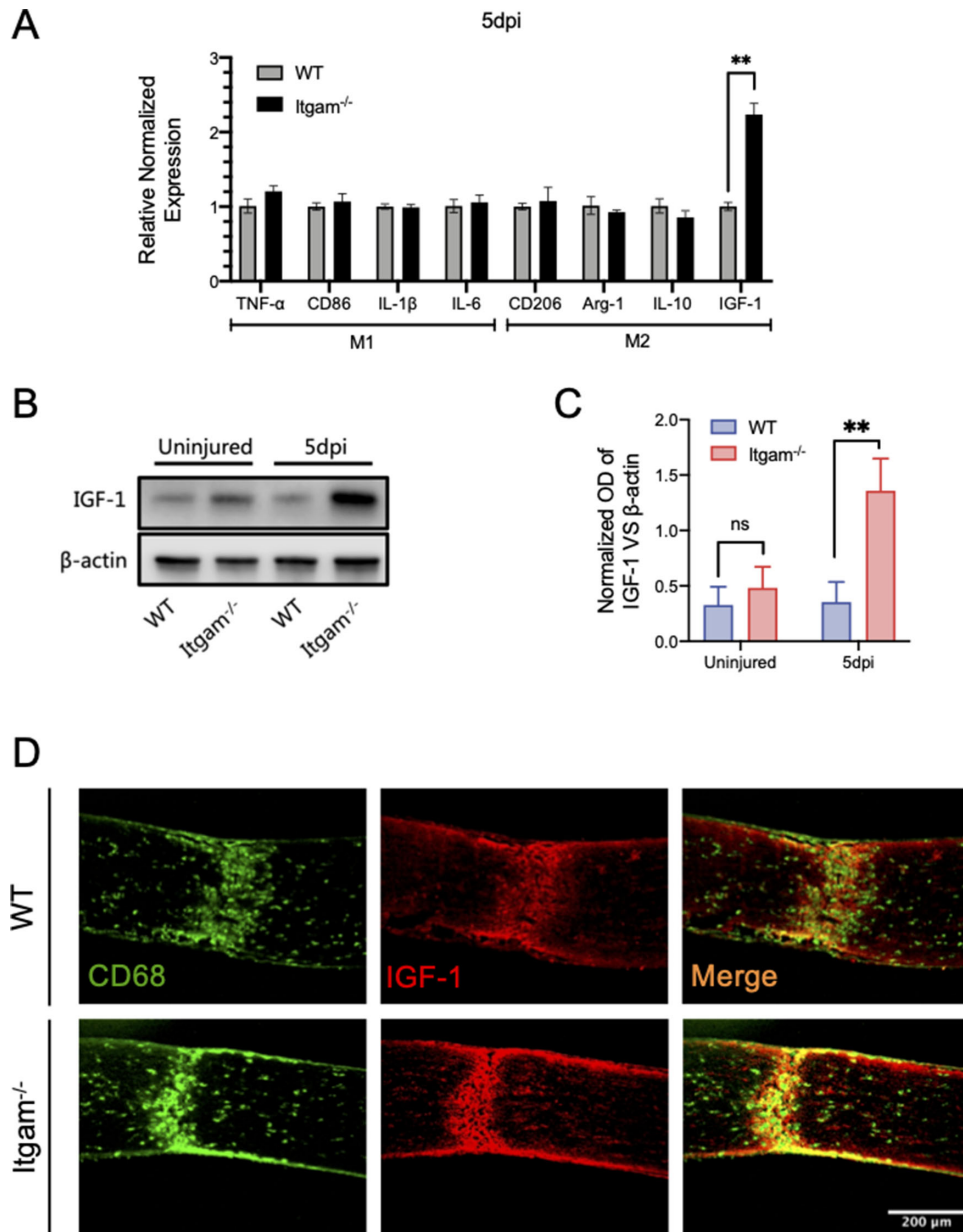 A
5dpi
Relative Normalized
Expression
3
2
1
0
WT
Itgam-/-
**
TNF-α CD86 IL-1β IL-6 CD206 Arg-1 IL-10 IGF-1
M1 M2
B
Uninjured 5dpi
IGF-1
β-actin
WT Itgam-/- WT Itgam-/-
C
Normalized OD of
IGF-1 VS β-actin
2.0
1.5
1.0
0.5
0.0
WT
Itgam-/-
ns
**
Uninjured 5dpi
D
WT
CD68 IGF-1 Merge
Itgam-/-
200 μm